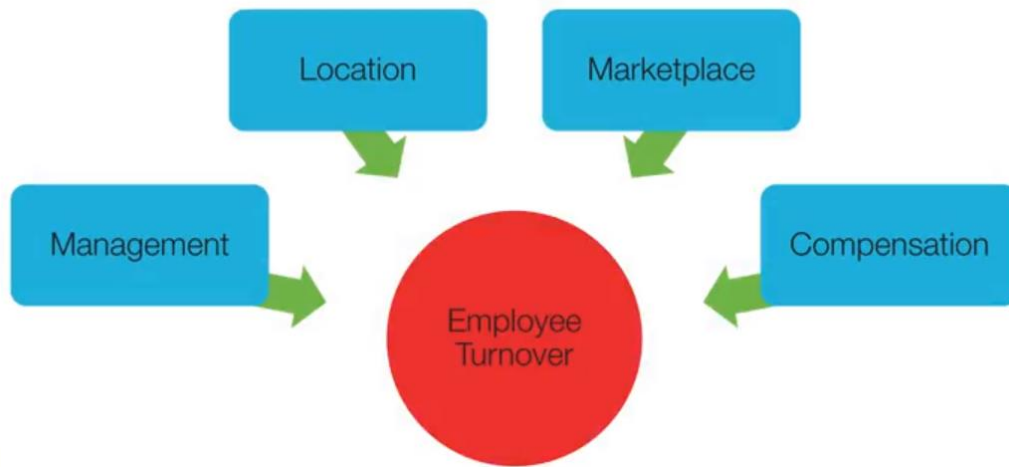 Location
Marketplace
Management
Compensation
Employee
Turnover